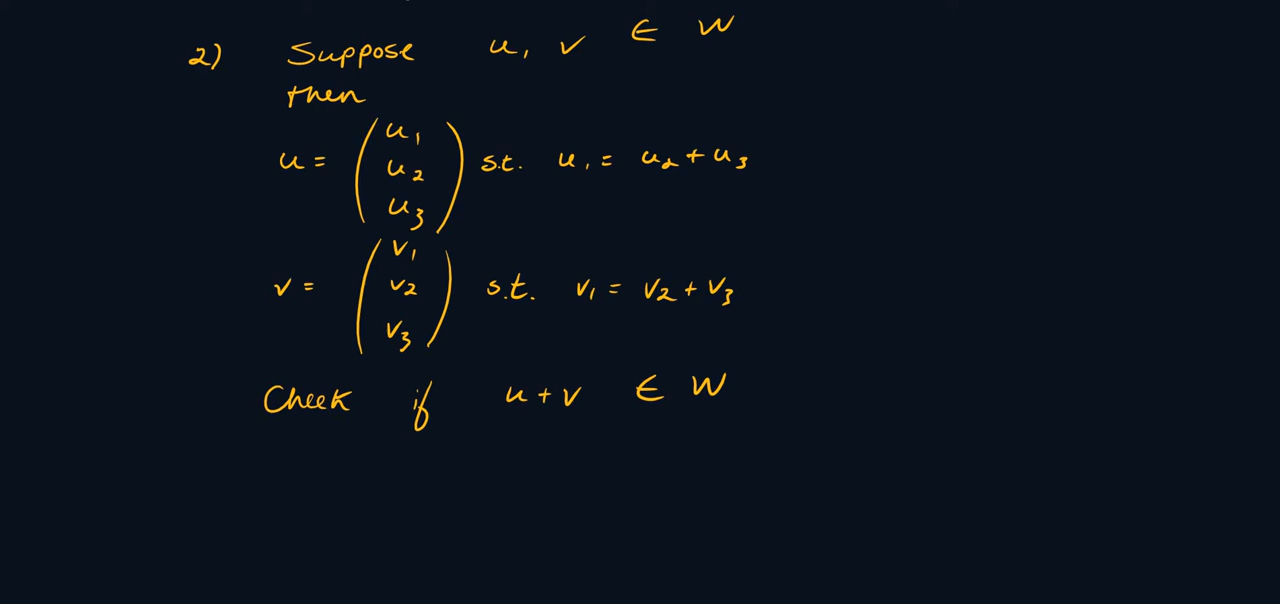 2) Suppose u, v ∈ W
then
u = (u₁ u₂ u₃) s.t. u₁ = u₂ + u₃
v = (v₁ v₂ v₃) s.t. v₁ = v₂ + v₃
Check if u + v ∈ W